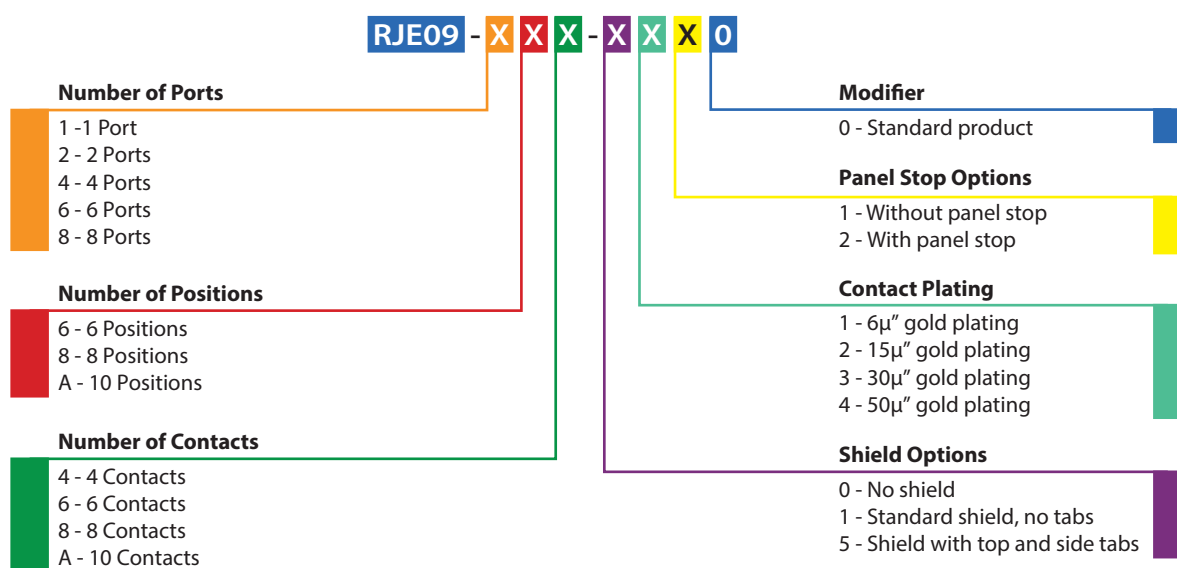 RJE09 - X X X - X X X 0
Number of Ports
1 -1 Port
2 - 2 Ports
4 - 4 Ports
6 - 6 Ports
8 - 8 Ports
Number of Positions
6 - 6 Positions
8 - 8 Positions
A - 10 Positions
Number of Contacts
4 - 4 Contacts
6 - 6 Contacts
8 - 8 Contacts
A - 10 Contacts
Modifier
0 - Standard product
Panel Stop Options
1 - Without panel stop
2 - With panel stop
Contact Plating
1 - 6µ” gold plating
2 - 15µ” gold plating
3 - 30µ” gold plating
4 - 50µ” gold plating
Shield Options
0 - No shield
1 - Standard shield, no tabs
5 - Shield with top and side tabs